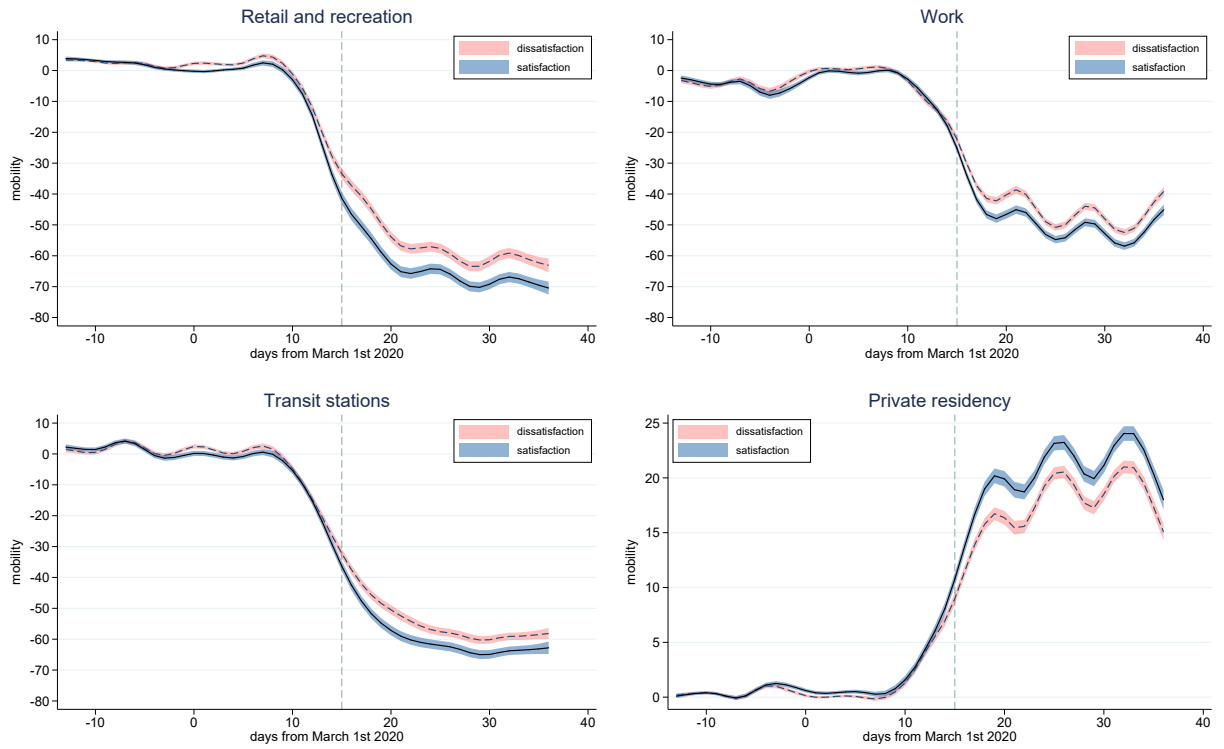 Retail and recreation
dissatisfaction
satisfaction
mobility
10
0
-10
-20
-30
-40
-50
-60
-70
-80
-10 0 10 20 30 40
days from March 1st 2020
Work
dissatisfaction
satisfaction
mobility
10
0
-10
-20
-30
-40
-50
-60
-70
-80
-10 0 10 20 30 40
days from March 1st 2020
Transit stations
dissatisfaction
satisfaction
mobility
10
0
-10
-20
-30
-40
-50
-60
-70
-80
-10 0 10 20 30 40
days from March 1st 2020
Private residency
dissatisfaction
satisfaction
mobility
25
20
15
10
5
0
-10 0 10 20 30 40
days from March 1st 2020